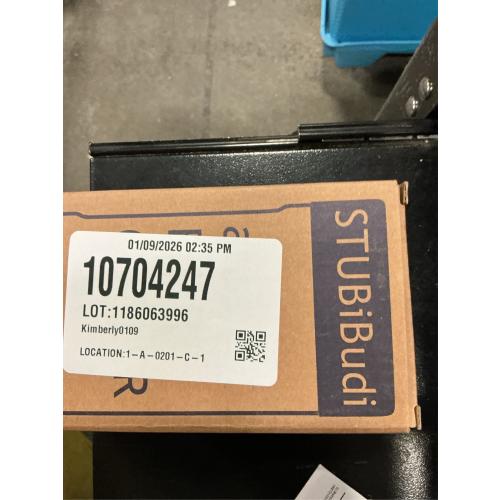 01/09/2026 02:35 PM
10704247
LOT:1186063996
Kimberly0109
LOCATION:1-A-0201-C-1
STUBiBudi